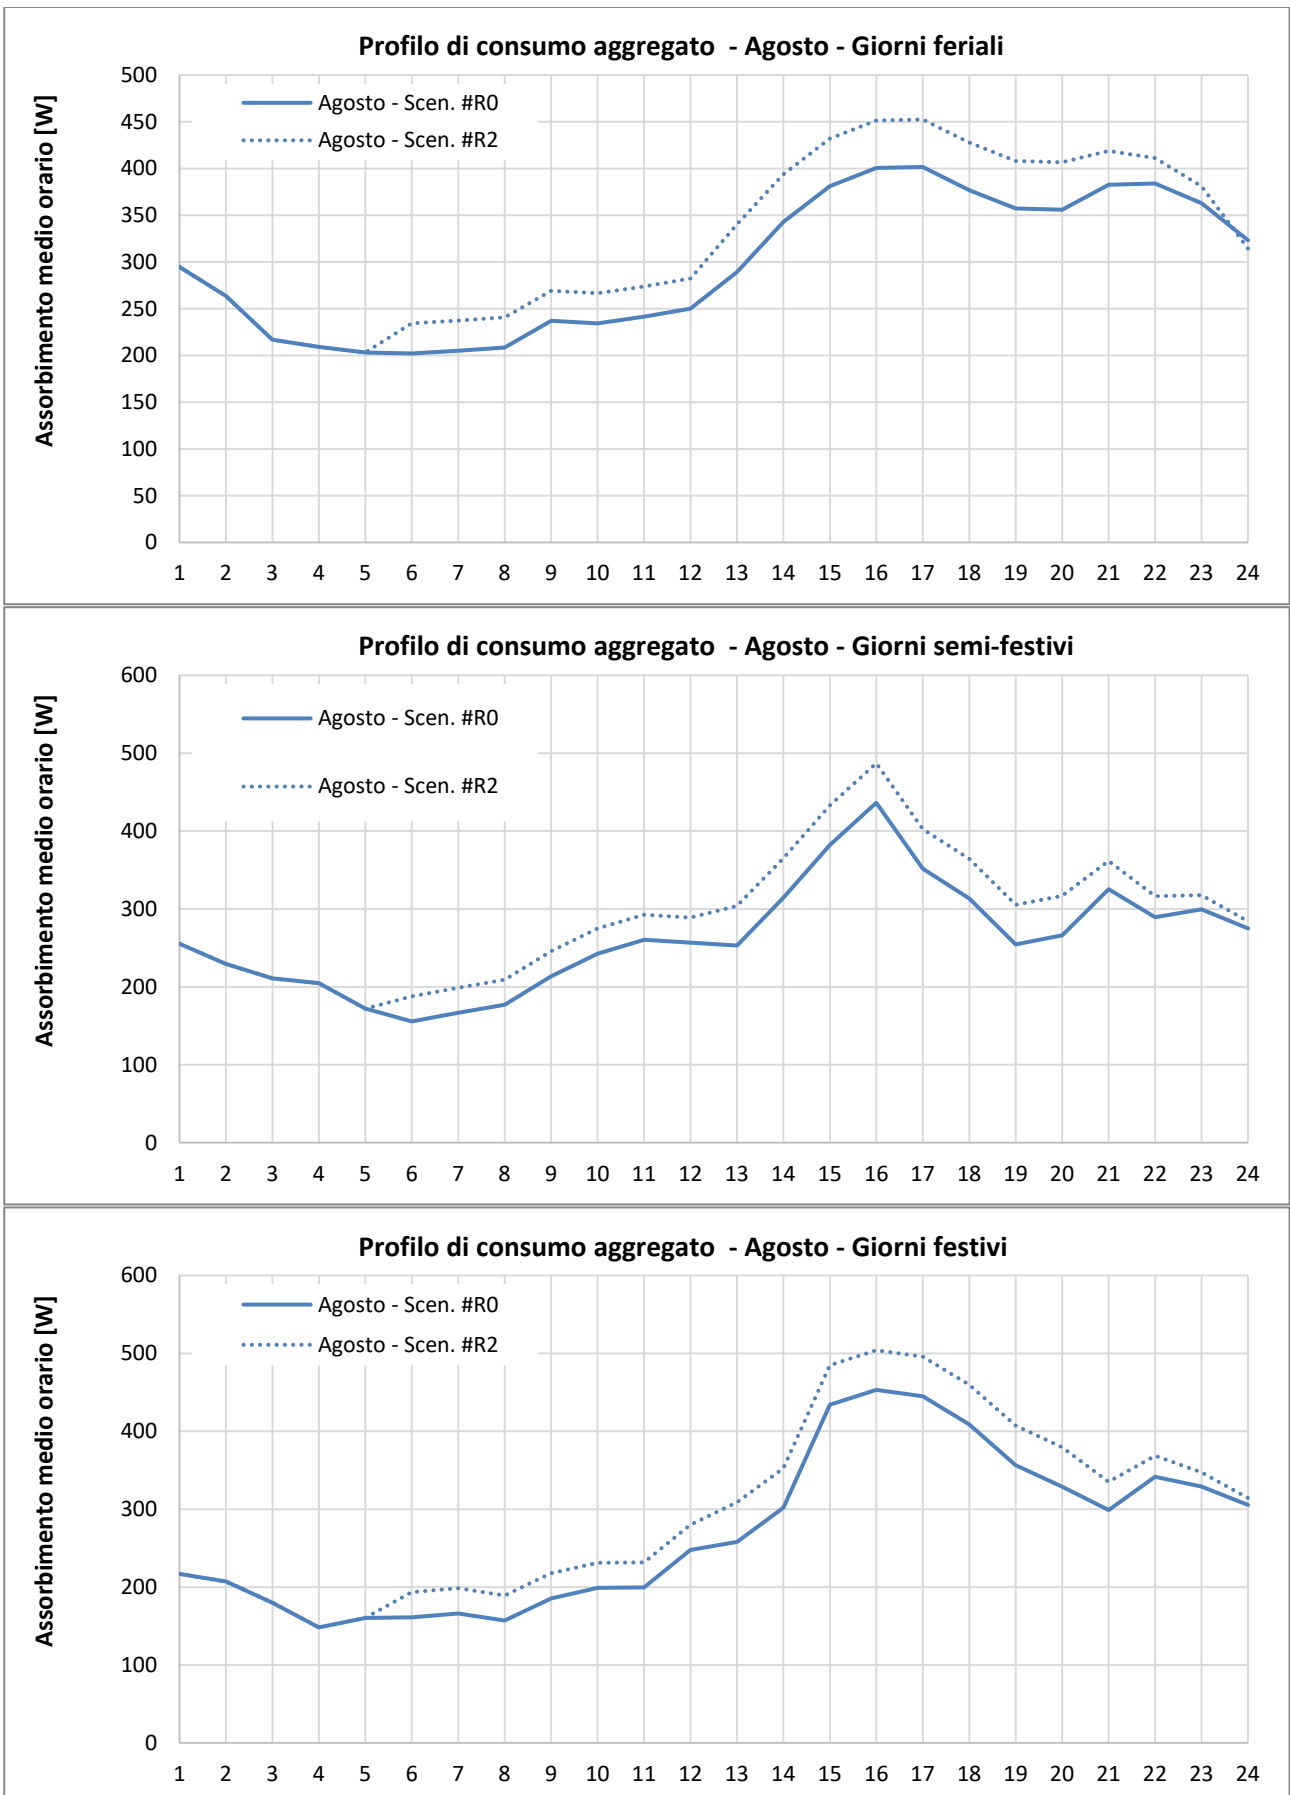 Profilo di consumo aggregato - Agosto - Giorni feriali
Assorbimento medio orario [W]
500
450
400
350
300
250
200
150
100
50
0
Agosto - Scen. #R0
Agosto - Scen. #R2
1 2 3 4 5 6 7 8 9 10 11 12 13 14 15 16 17 18 19 20 21 22 23 24
Profilo di consumo aggregato - Agosto - Giorni semi-festivi
Assorbimento medio orario [W]
600
500
400
300
200
100
0
Agosto - Scen. #R0
Agosto - Scen. #R2
1 2 3 4 5 6 7 8 9 10 11 12 13 14 15 16 17 18 19 20 21 22 23 24
Profilo di consumo aggregato - Agosto - Giorni festivi
Assorbimento medio orario [W]
600
500
400
300
200
100
0
Agosto - Scen. #R0
Agosto - Scen. #R2
1 2 3 4 5 6 7 8 9 10 11 12 13 14 15 16 17 18 19 20 21 22 23 24